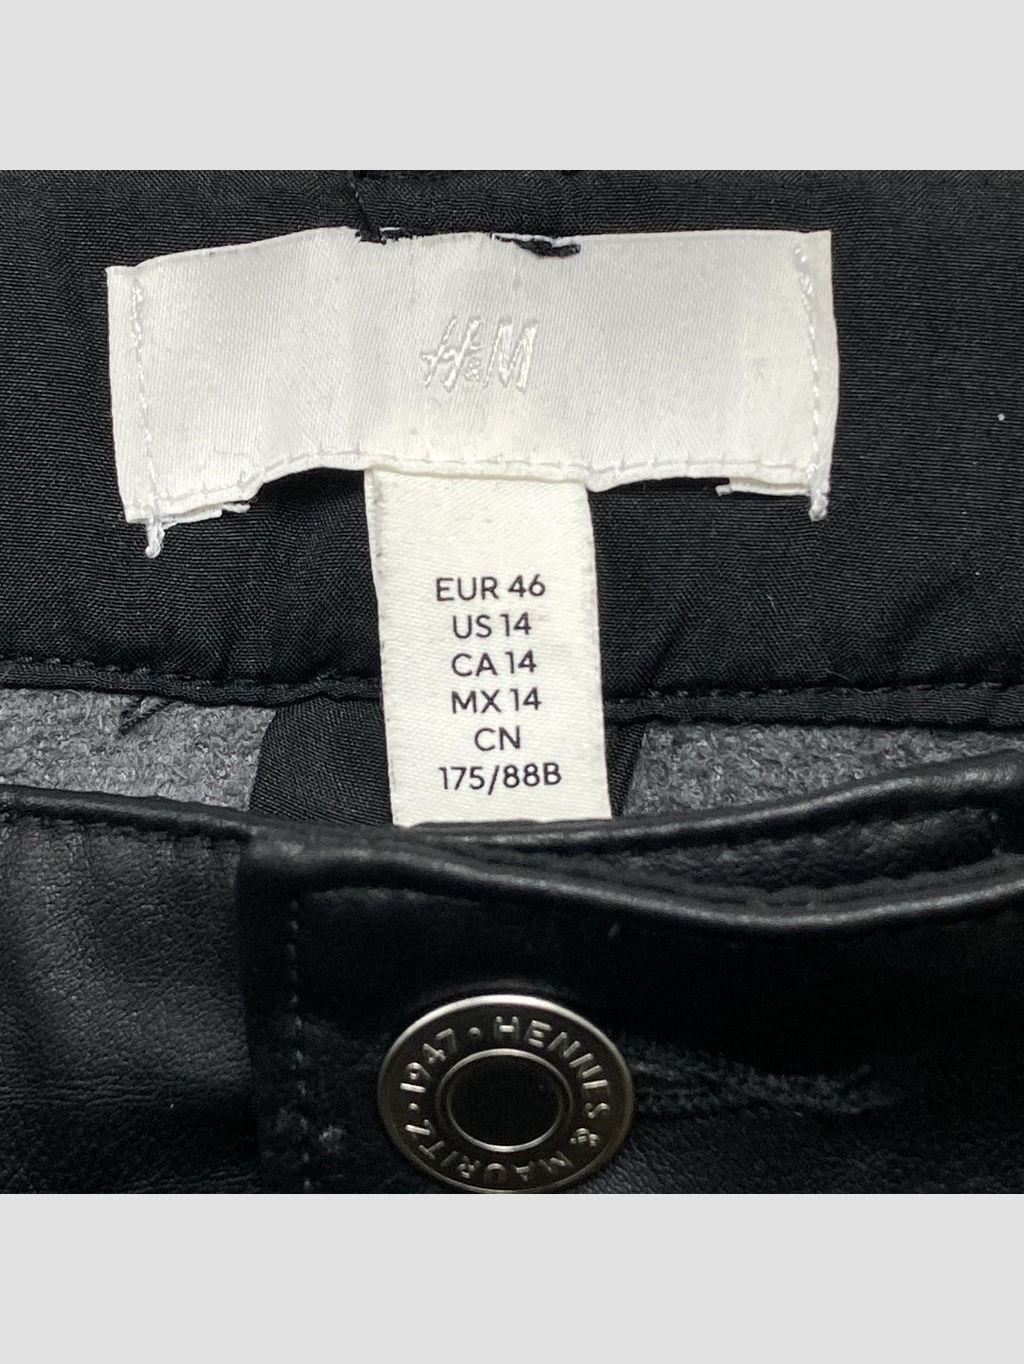 H&M
EUR 46
US 14
CA 14
MX 14
CN
175/88B
HENNES & MAURITZ · 1947 ·